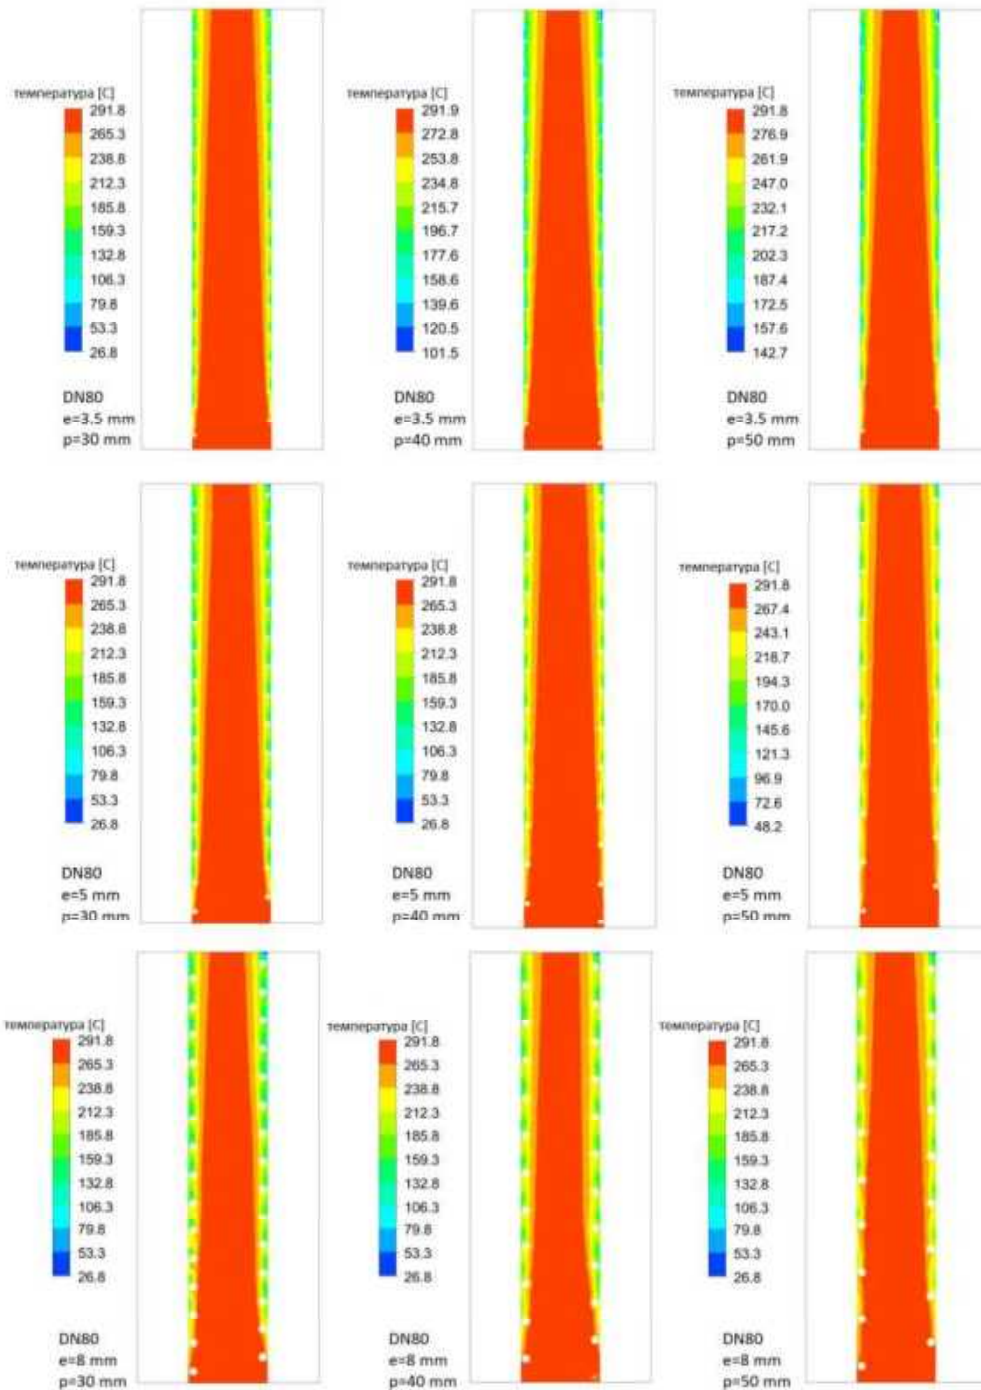 температура [C]
291.8
265.3
238.8
212.3
185.8
159.3
132.8
106.3
79.8
53.3
26.8
DN80
e=3.5 mm
p=30 mm
температура [C]
291.9
272.8
253.8
234.8
215.7
196.7
177.6
158.6
139.6
120.5
101.5
DN80
e=3.5 mm
p=40 mm
температура [C]
291.8
276.9
261.9
247.0
232.1
217.2
202.3
187.4
172.5
157.6
142.7
DN80
e=3.5 mm
p=50 mm
температура [C]
291.8
265.3
238.8
212.3
185.8
159.3
132.8
106.3
79.8
53.3
26.8
DN80
e=5 mm
p=30 mm
температура [C]
291.8
265.3
238.8
212.3
185.8
159.3
132.8
106.3
79.8
53.3
26.8
DN80
e=5 mm
p=40 mm
температура [C]
291.8
267.4
243.1
218.7
194.3
170.0
145.6
121.3
96.9
72.6
48.2
DN80
e=5 mm
p=50 mm
температура [C]
291.8
265.3
238.8
212.3
185.8
159.3
132.8
106.3
79.8
53.3
26.8
DN80
e=8 mm
p=30 mm
температура [C]
291.8
265.3
238.8
212.3
185.8
159.3
132.8
106.3
79.8
53.3
26.8
DN80
e=8 mm
p=40 mm
температура [C]
291.8
265.3
238.8
212.3
185.8
159.3
132.8
106.3
79.8
53.3
26.8
DN80
e=8 mm
p=50 mm